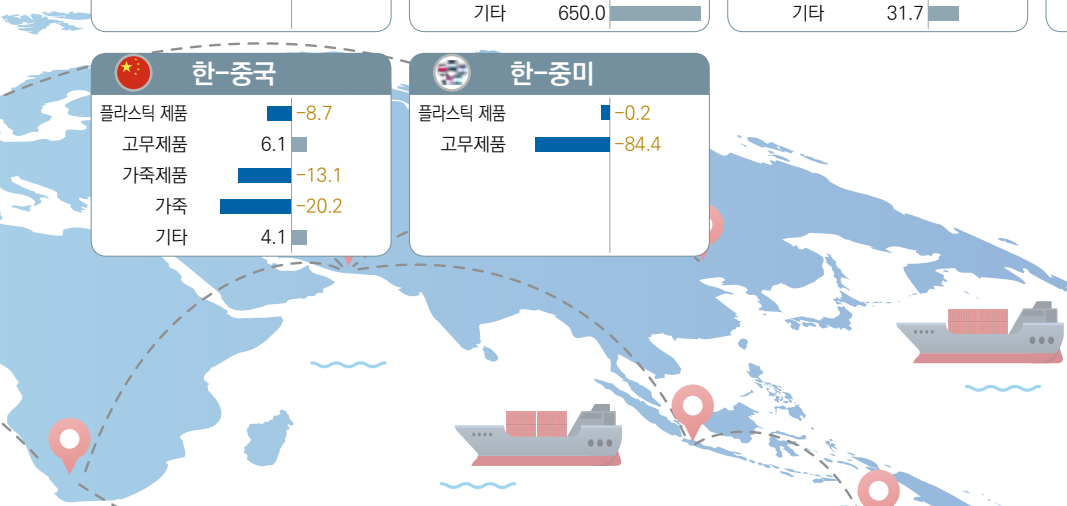 기타 650.0
기타 31.7
한-중국
플라스틱 제품 -8.7
고무제품 6.1
가죽제품 -13.1
가죽 -20.2
기타 4.1
한-중미
플라스틱 제품 -0.2
고무제품 -84.4